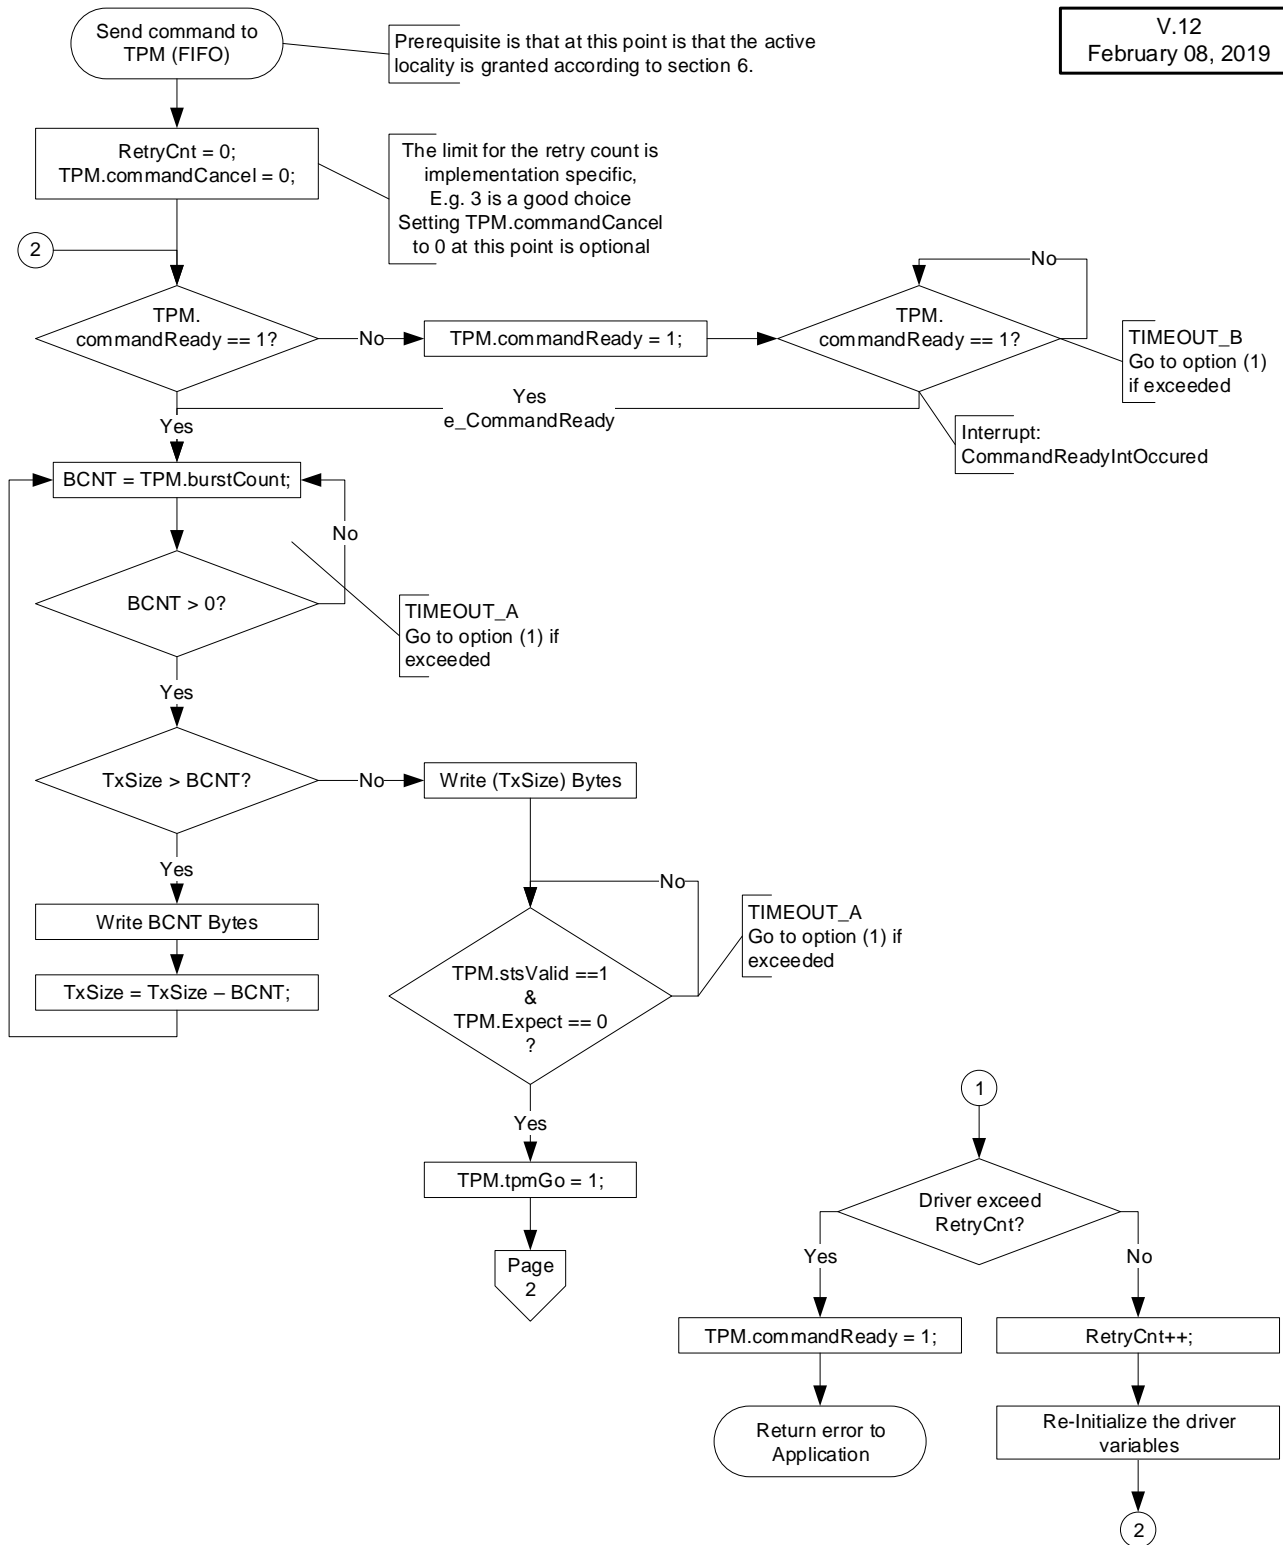 Send command to
TPM (FIFO)
Prerequisite is that at this point is that the active
locality is granted according to section 6.
V.12
February 08, 2019
RetryCnt = 0;
TPM.commandCancel = 0;
The limit for the retry count is
implementation specific,
E.g. 3 is a good choice
Setting TPM.commandCancel
to 0 at this point is optional
2
No
TPM.
commandReady == 1?
No
TPM.commandReady = 1;
TPM.
commandReady == 1?
TIMEOUT_B
Go to option (1)
if exceeded
Yes
e_CommandReady
Yes
Interrupt:
CommandReadyIntOccured
BCNT = TPM.burstCount;
No
BCNT > 0?
TIMEOUT_A
Go to option (1) if
exceeded
Yes
TxSize > BCNT?
No
Write (TxSize) Bytes
Yes
No
Write BCNT Bytes
TIMEOUT_A
Go to option (1) if
exceeded
TxSize = TxSize – BCNT;
TPM.stsValid ==1
&
TPM.Expect == 0
?
1
Yes
TPM.tpmGo = 1;
Driver exceed
RetryCnt?
Yes
No
Page
2
TPM.commandReady = 1;
RetryCnt++;
Return error to
Application
Re-Initialize the driver
variables
2